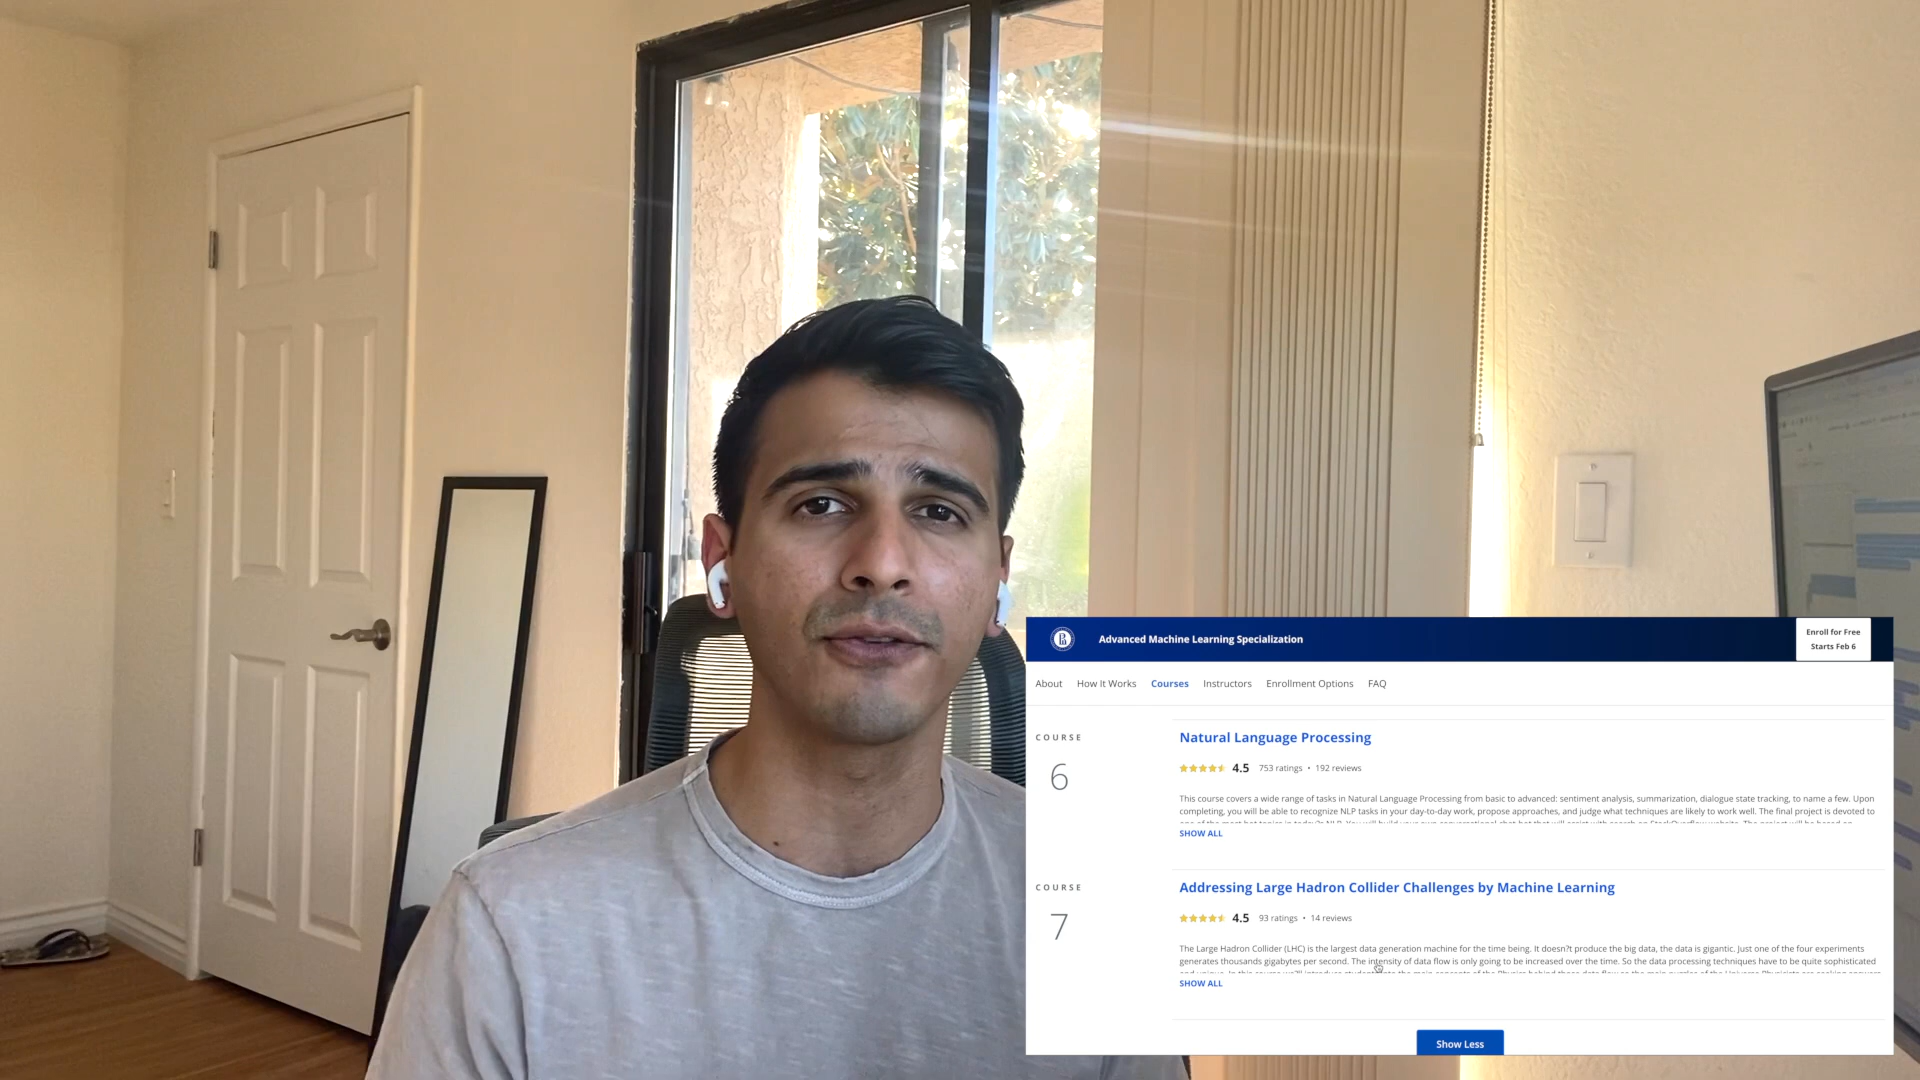 Advanced Machine Learning Specialization
Enroll for Free
Starts Feb 6
About How It Works Courses Instructors Enrollment Options FAQ
COURSE
6
Natural Language Processing
4.5 753 ratings • 192 reviews
This course covers a wide range of tasks in Natural Language Processing from basic to advanced: sentiment analysis, summarization, dialogue state tracking, to name a few. Upon
completing, you will be able to recognize NLP tasks in your day-to-day work, propose approaches, and judge what techniques are likely to work well. The final project is devoted to
SHOW ALL
COURSE
7
Addressing Large Hadron Collider Challenges by Machine Learning
4.5 93 ratings • 14 reviews
The Large Hadron Collider (LHC) is the largest data generation machine for the time being. It doesn?t produce the big data, the data is gigantic. Just one of the four experiments
generates thousands gigabytes per second. The intensity of data flow is only going to be increased over the time. So the data processing techniques have to be quite sophisticated
SHOW ALL
Show Less